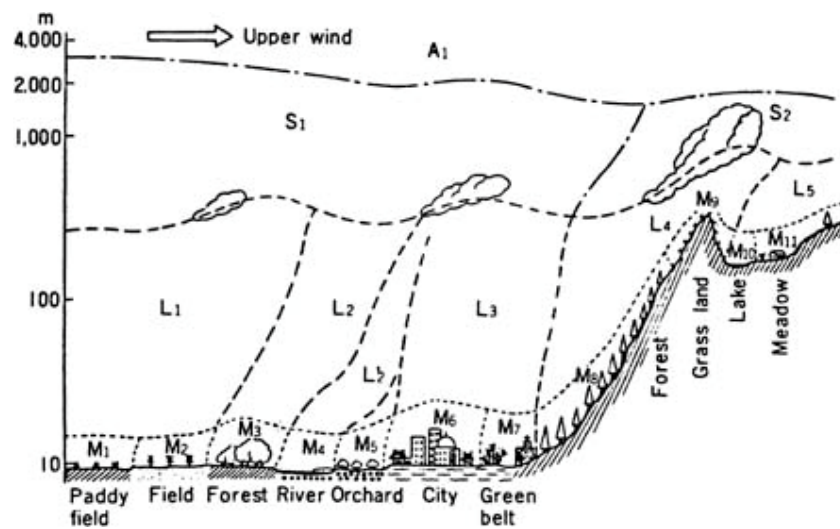 m
4.000
Upper wind
A1
2.000
S1
S2
1.000
L5
M9
L4
M10 M11
100
L1
L2
L3
L2'
Forest
Grass land
Lake
Meadow
M8
M1 M2 M3 M4 M5 M6 M7
10
Paddy field
Field
Forest
River
Orchard
City
Green belt